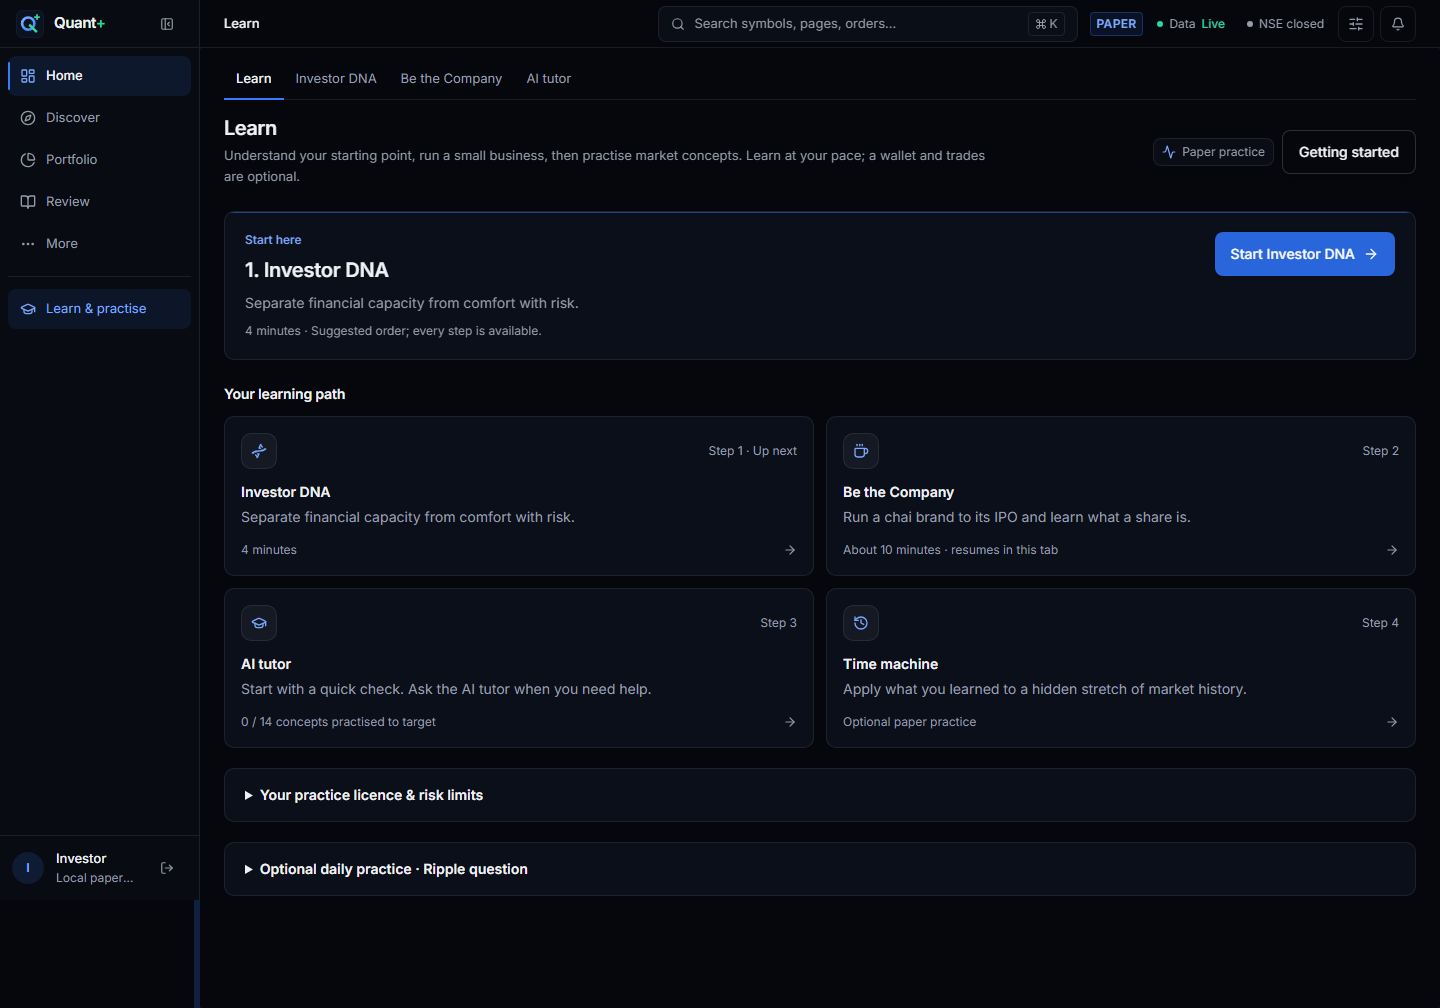 Quant+
Learn
Search symbols, pages, orders...
⌘ K
PAPER
Data Live
NSE closed
Home
Discover
Portfolio
Review
More
Learn & practise
Learn
Investor DNA
Be the Company
AI tutor
Learn
Understand your starting point, run a small business, then practise market concepts. Learn at your pace; a wallet and trades
are optional.
Paper practice
Getting started
Start here
1. Investor DNA
Separate financial capacity from comfort with risk.
4 minutes · Suggested order; every step is available.
Start Investor DNA
Your learning path
Step 1 · Up next
Investor DNA
Separate financial capacity from comfort with risk.
4 minutes
Step 2
Be the Company
Run a chai brand to its IPO and learn what a share is.
About 10 minutes · resumes in this tab
Step 3
AI tutor
Start with a quick check. Ask the AI tutor when you need help.
0 / 14 concepts practised to target
Step 4
Time machine
Apply what you learned to a hidden stretch of market history.
Optional paper practice
Your practice licence & risk limits
Optional daily practice · Ripple question
I
Investor
Local paper...